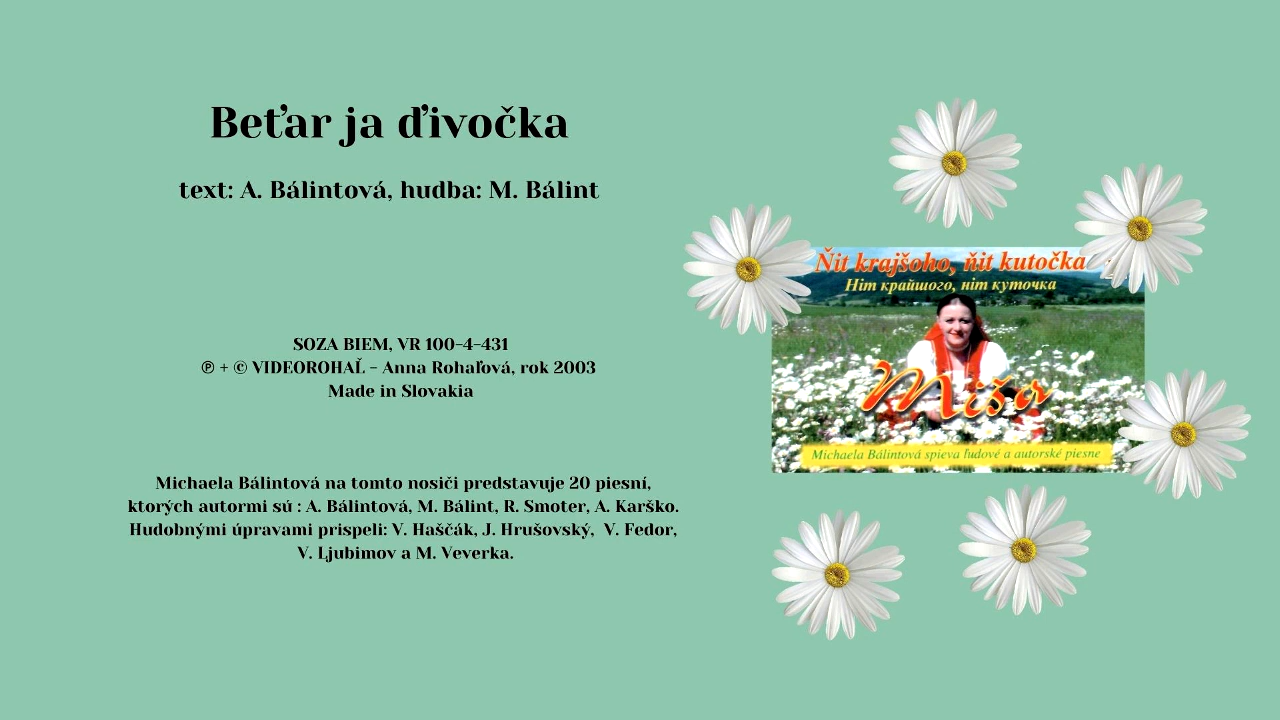 Beťar ja ďivočka
text: A. Bálintová, hudba: M. Bálint
SOZA BIEM, VR 100-4-431
℗ + © VIDEOROHAĽ - Anna Rohaľová, rok 2003
Made in Slovakia
Michaela Bálintová na tomto nosiči predstavuje 20 piesní,
ktorých autormi sú : A. Bálintová, M. Bálint, R. Smoter, A. Karško.
Hudobnými úpravami prispeli: V. Haščák, J. Hrušovský, V. Fedor,
V. Ljubimov a M. Veverka.
Ňit krajšoho, ňit kutočka
Нїт крайшого, нїт куточка
Miša
Michaela Bálintová spieva ľudové a autorské piesne